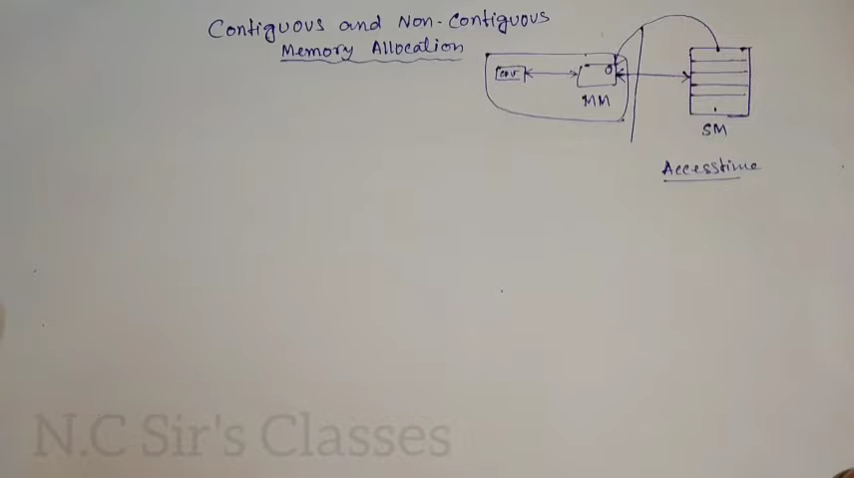 Contiguous and Non-Contiguous
Memory Allocation
CPU
MM
SM
Accesstime
N.C Sir's Classes